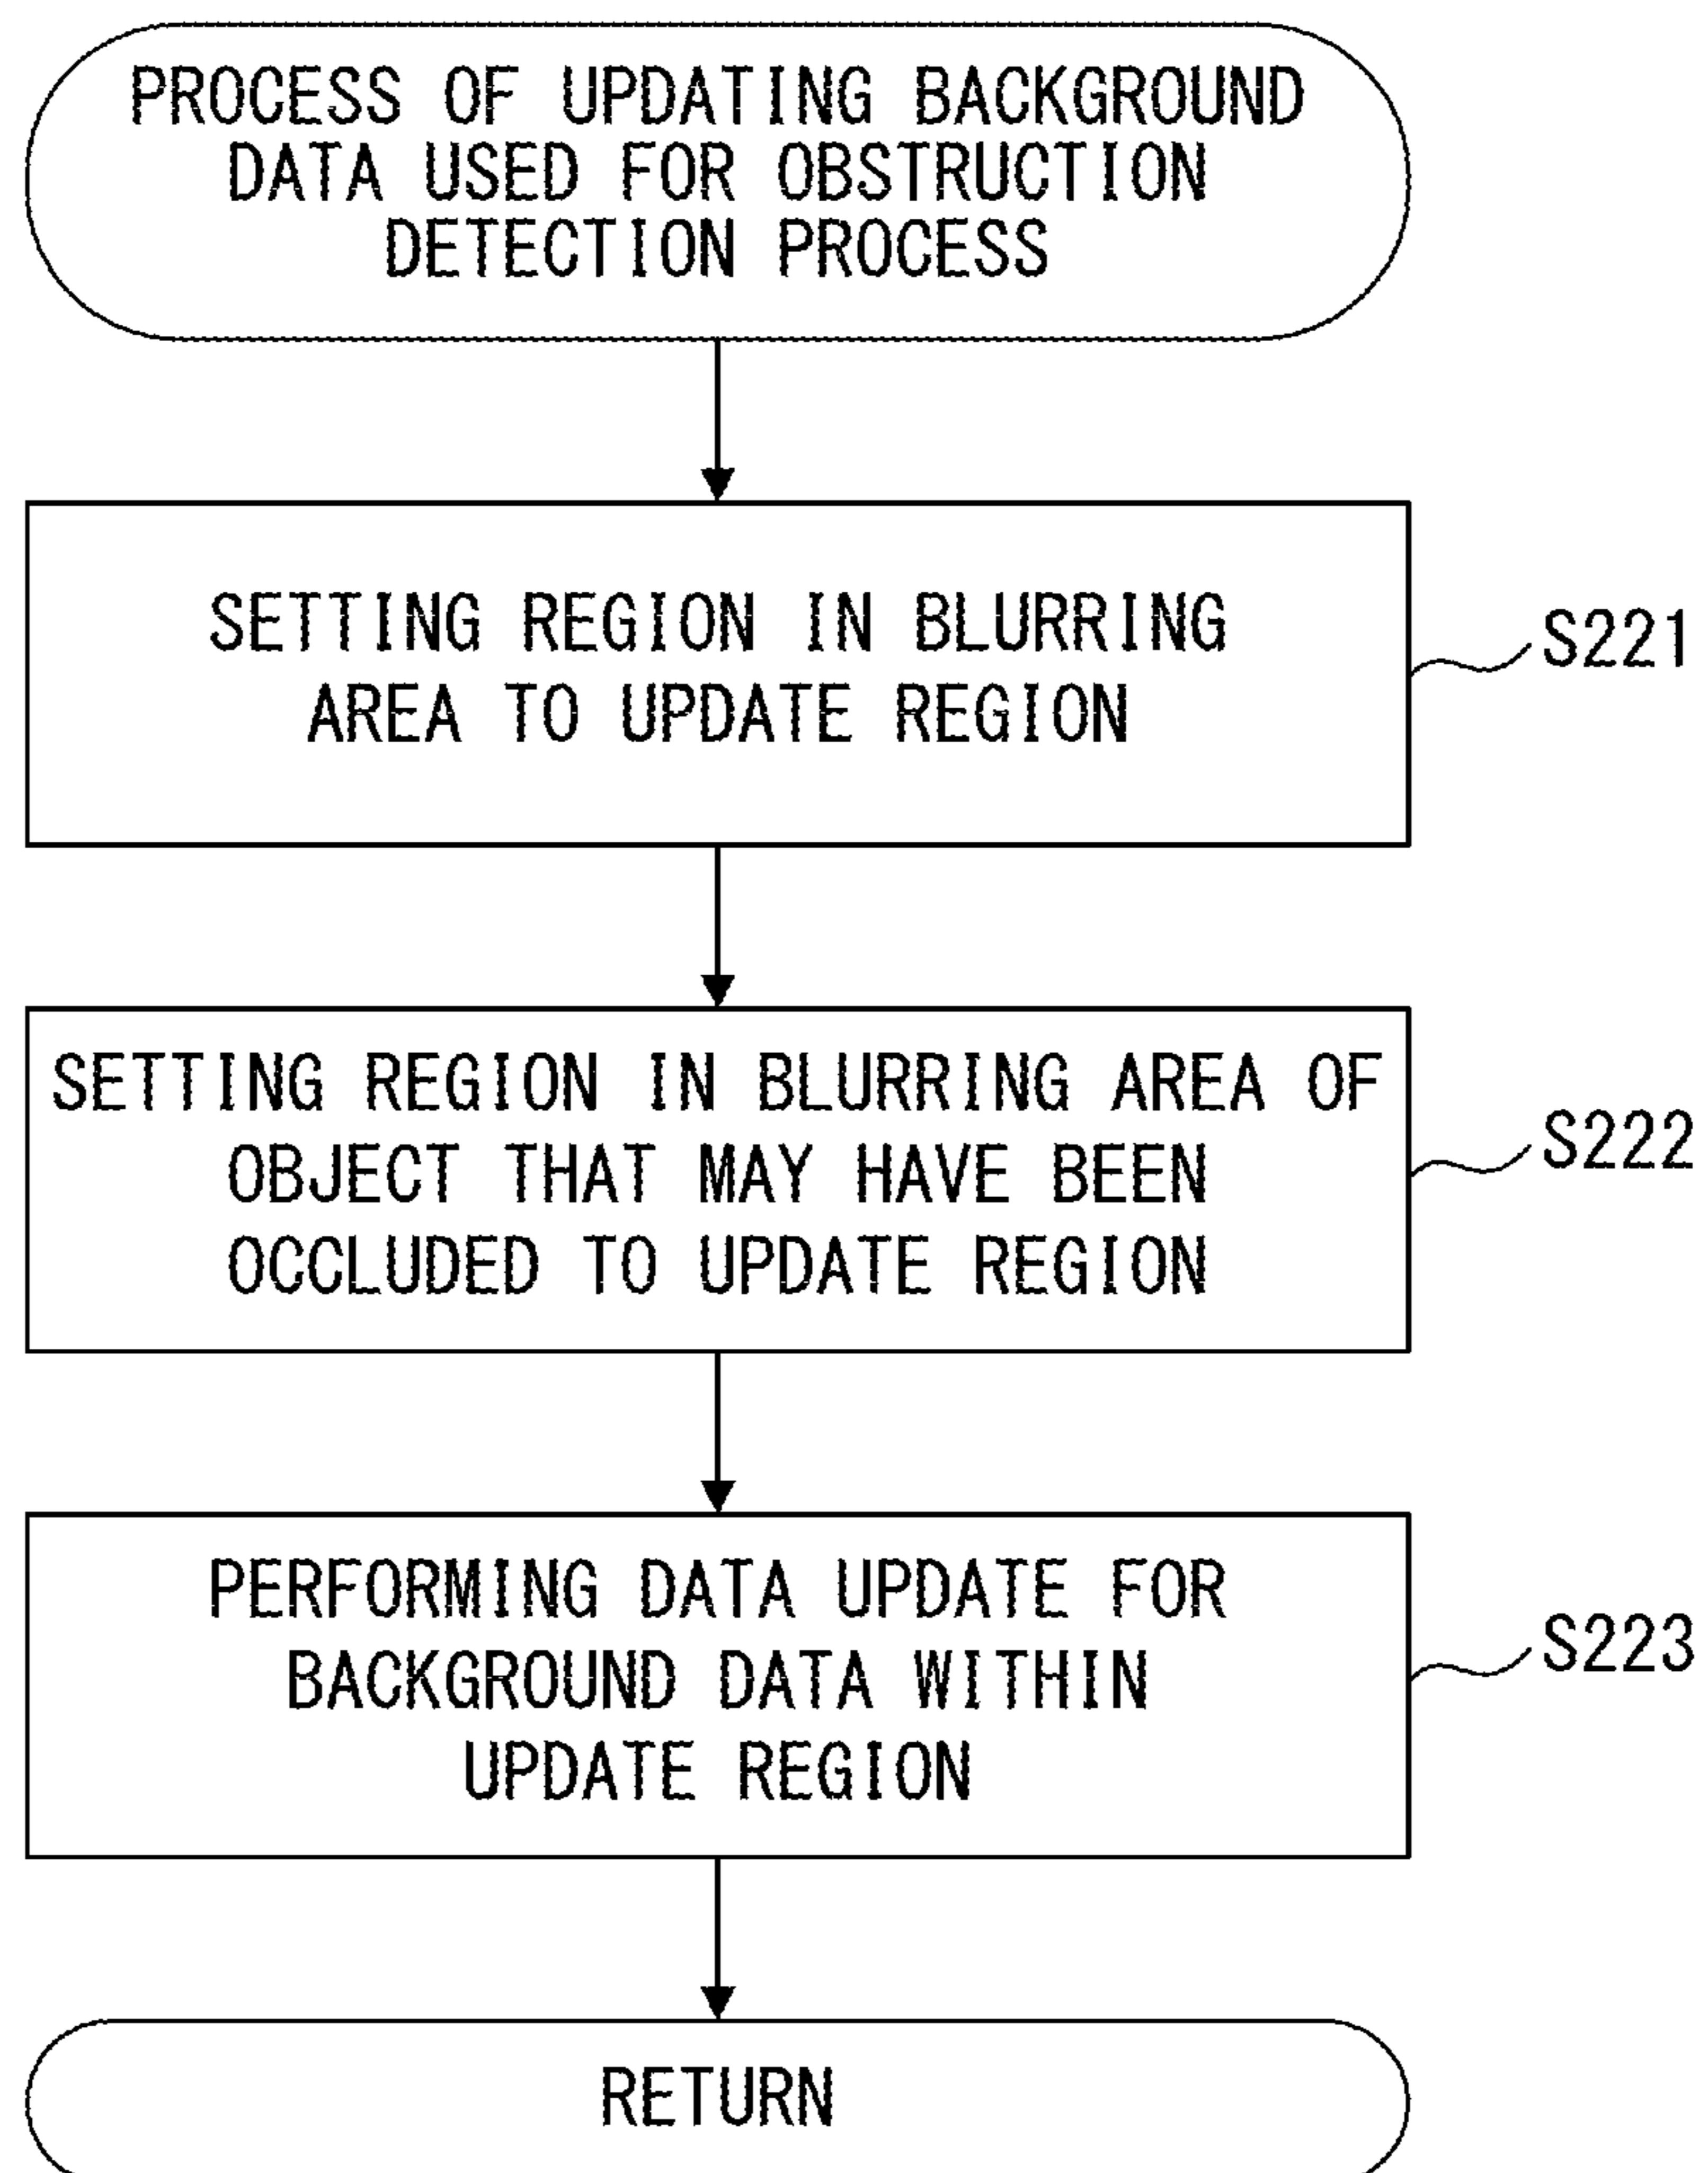 PROCESS OF UPDATING BACKGROUND
DATA USED FOR OBSTRUCTION
DETECTION PROCESS
SETTING REGION IN BLURRING
AREA TO UPDATE REGION
S221
SETTING REGION IN BLURRING AREA OF
OBJECT THAT MAY HAVE BEEN
OCCLUDED TO UPDATE REGION
S222
PERFORMING DATA UPDATE FOR
BACKGROUND DATA WITHIN
UPDATE REGION
S223
RETURN